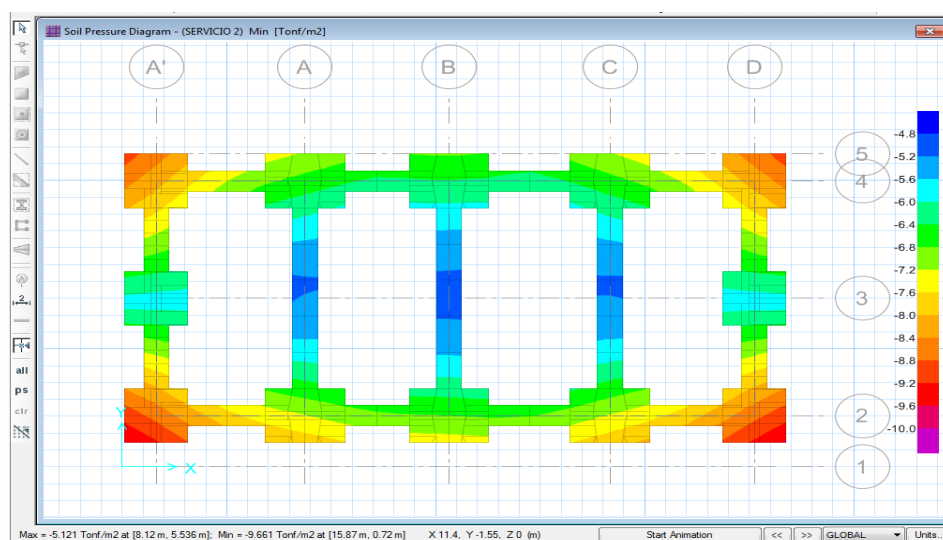 Soil Pressure Diagram - (SERVICIO 2) Min [Tonf/m2]
A' A B C D
5
4
3
2
1
-4.8
-5.2
-5.6
-6.0
-6.4
-6.8
-7.2
-7.6
-8.0
-8.4
-8.8
-9.2
-9.6
-10.0
2
all
ps
clr
Y
X
Max = -5.121 Tonf/m2 at [8.12 m, 5.536 m]; Min = -9.661 Tonf/m2 at [15.87 m, 0.72 m] X 11.4, Y -1.55, Z 0 (m) Start Animation << >> GLOBAL Units...